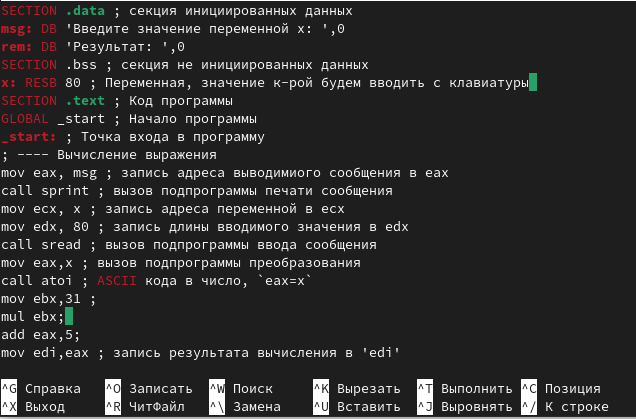 SECTION .data ; секция инициированных данных
msg: DB 'Введите значение переменной x: ',0
rem: DB 'Результат: ',0
SECTION .bss ; секция не инициированных данных
x: RESB 80 ; Переменная, значение к-рой будем вводить с клавиатуры
SECTION .text ; Код программы
GLOBAL _start ; Начало программы
_start: ; Точка входа в программу
; ---- Вычисление выражения
mov eax, msg ; запись адреса выводимиого сообщения в eax
call sprint ; вызов подпрограммы печати сообщения
mov ecx, x ; запись адреса переменной в ecx
mov edx, 80 ; запись длины вводимого значения в edx
call sread ; вызов подпрограммы ввода сообщения
mov eax,x ; вызов подпрограммы преобразования
call atoi ; ASCII кода в число, `eax=x`
mov ebx,31 ;
mul ebx;
add eax,5;
mov edi,eax ; запись результата вычисления в 'edi'
^G Справка ^O Записать ^W Поиск ^K Вырезать ^T Выполнить ^C Позиция
^X Выход ^R ЧитФайл ^\ Замена ^U Вставить ^J Выровнять ^/ К строке